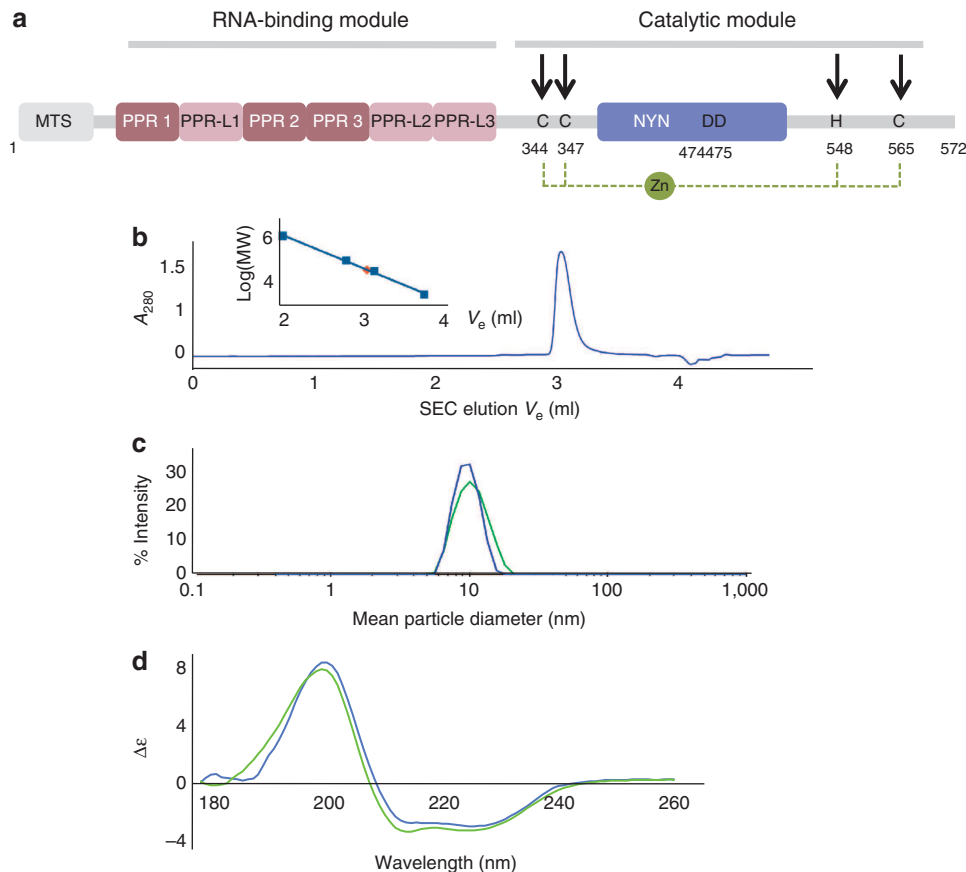 a
RNA-binding module
Catalytic module
MTS PPR 1 PPR-L1 PPR 2 PPR 3 PPR-L2 PPR-L3 C C NYN DD H C
1 344 347 474475 548 565 572
Zn
b
Log(MW)
6
4
2 3 4
Ve (ml)
A280
1.5
1
0
0 1 2 3 4
SEC elution Ve (ml)
c
% Intensity
30
20
10
0
0.1 1 10 100 1,000
Mean particle diameter (nm)
d
Δε
8
4
0
–4
180 200 220 240 260
Wavelength (nm)